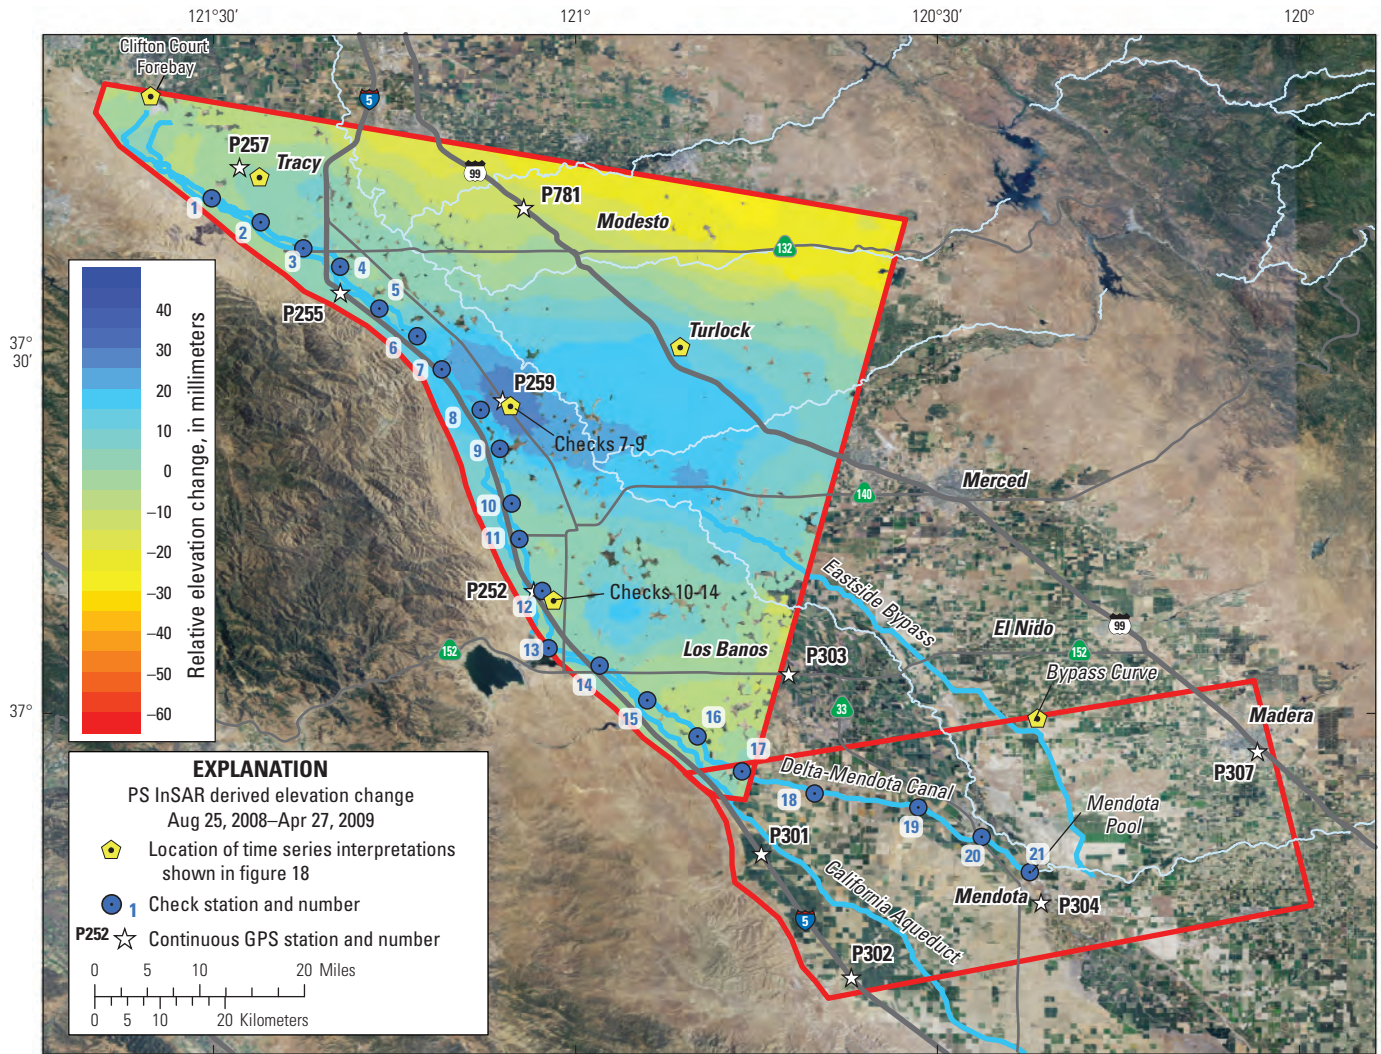 121°30'
121°
120°30'
120°
Clifton Court
Forebay
5
P257
Tracy
99
P781
Modesto
132
1
2
3
4
5
P255
6
7
37°
30'
Turlock
P259
8
Checks 7-9
9
10
11
Merced
140
P252
12
Checks 10-14
Eastside Bypass
El Nido
99
152
13
Los Banos
P303
152
Bypass Curve
14
33
37°
15
16
Madera
17
Delta-Mendota Canal
P307
18
19
Mendota
Pool
20
21
P301
California Aqueduct
Mendota
P304
5
P302
Relative elevation change, in millimeters
40
30
20
10
0
−10
−20
−30
−40
−50
−60
EXPLANATION
PS InSAR derived elevation change
Aug 25, 2008–Apr 27, 2009
Location of time series interpretations
shown in figure 18
1 Check station and number
P252 Continuous GPS station and number
0 5 10 20 Miles
0 5 10 20 Kilometers